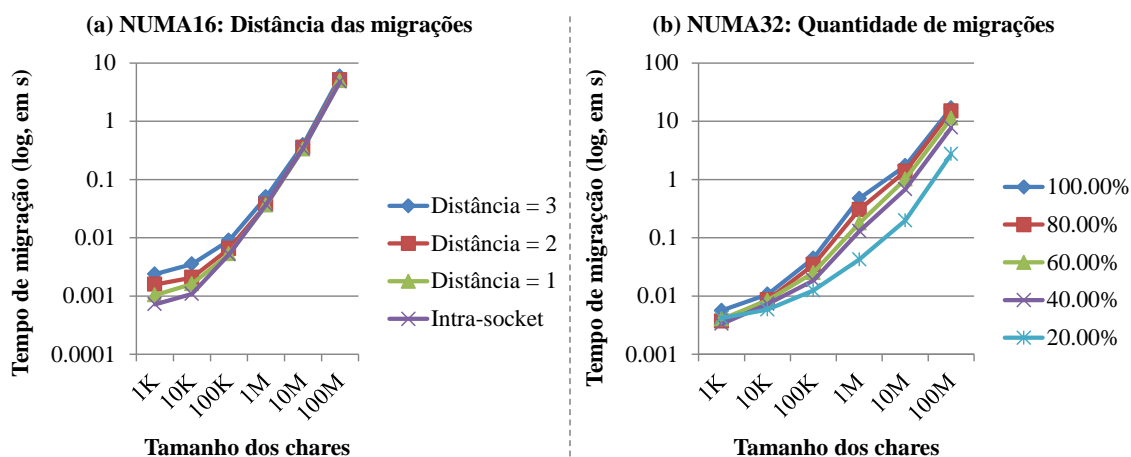 (a) NUMA16: Distância das migrações
Tempo de migração (log, em s)
10
1
0.1
0.01
0.001
0.0001
1K
10K
100K
1M
10M
100M
Tamanho dos chares
Distância = 3
Distância = 2
Distância = 1
Intra-socket
(b) NUMA32: Quantidade de migrações
Tempo de migracção (log, em s)
100
10
1
0.1
0.01
0.001
1K
10K
100K
1M
10M
100M
Tamanho dos chares
100.00%
80.00%
60.00%
40.00%
20.00%